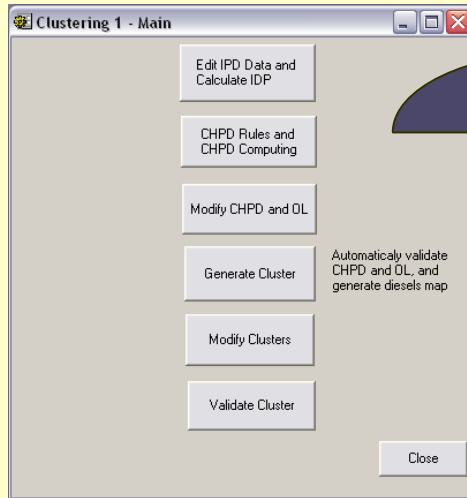 Clustering 1 - Main
Edit IPD Data and
Calculate IDP
CHPD Rules and
CHPD Computing
Modify CHPD and OL
Generate Cluster
Automaticaly validate
CHPD and OL, and
generate diesels map
Modify Clusters
Validate Cluster
Close